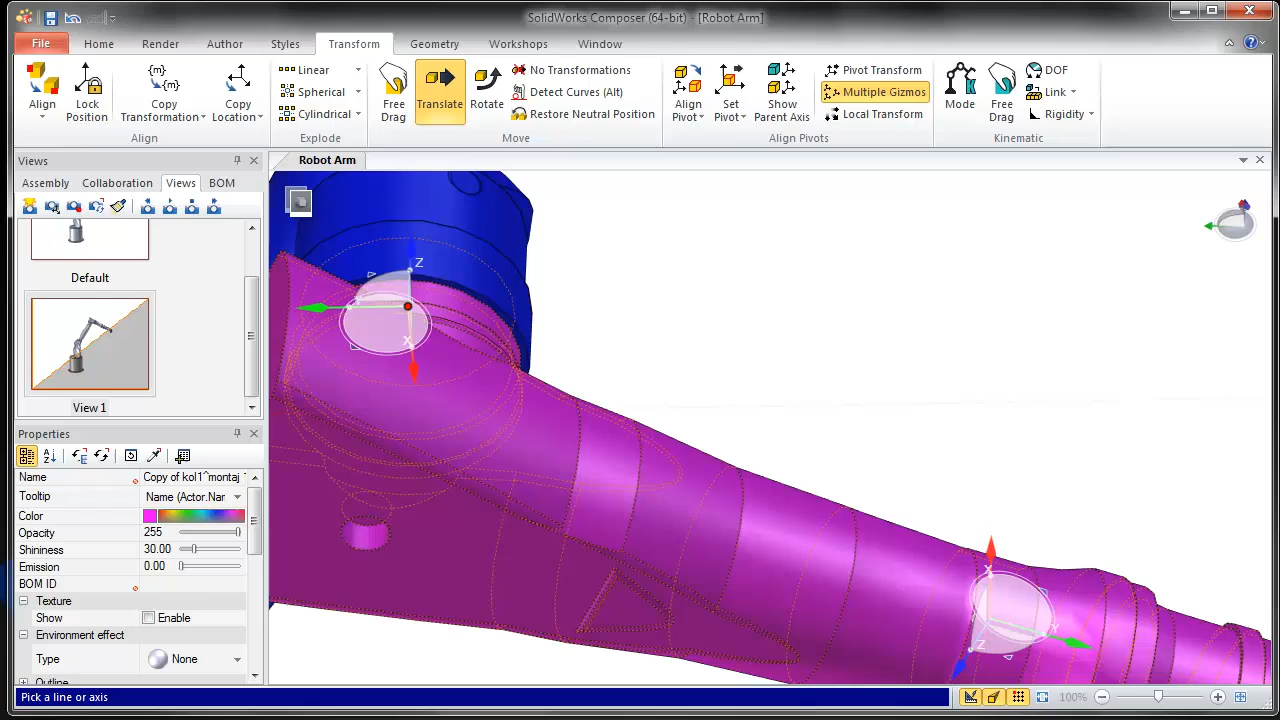 SolidWorks Composer (64-bit) - [Robot Arm]
File Home Render Author Styles Transform Geometry Workshops Window
Align
Lock Position
{m} {m} Copy Transformation
Copy Location
Align
Linear
Spherical
Cylindrical
Explode
Free Drag
Translate
Rotate
No Transformations
Detect Curves (Alt)
Restore Neutral Position
Move
Align Pivot
Set Pivot
Show Parent Axis
Pivot Transform
Multiple Gizmos
Local Transform
Align Pivots
Mode
Free Drag
DOF
Link
Rigidity
Kinematic
Views
Assembly Collaboration Views BOM
Default
View 1
Properties
Name Copy of kol1^montaj
Tooltip Name (Actor.Nar
Color
Opacity 255
Shininess 30.00
Emission 0.00
BOM ID
Texture
Show Enable
Environment effect
Type None
Outline
Robot Arm
Z
Y
X
X
Y
Z
Pick a line or axis
100%